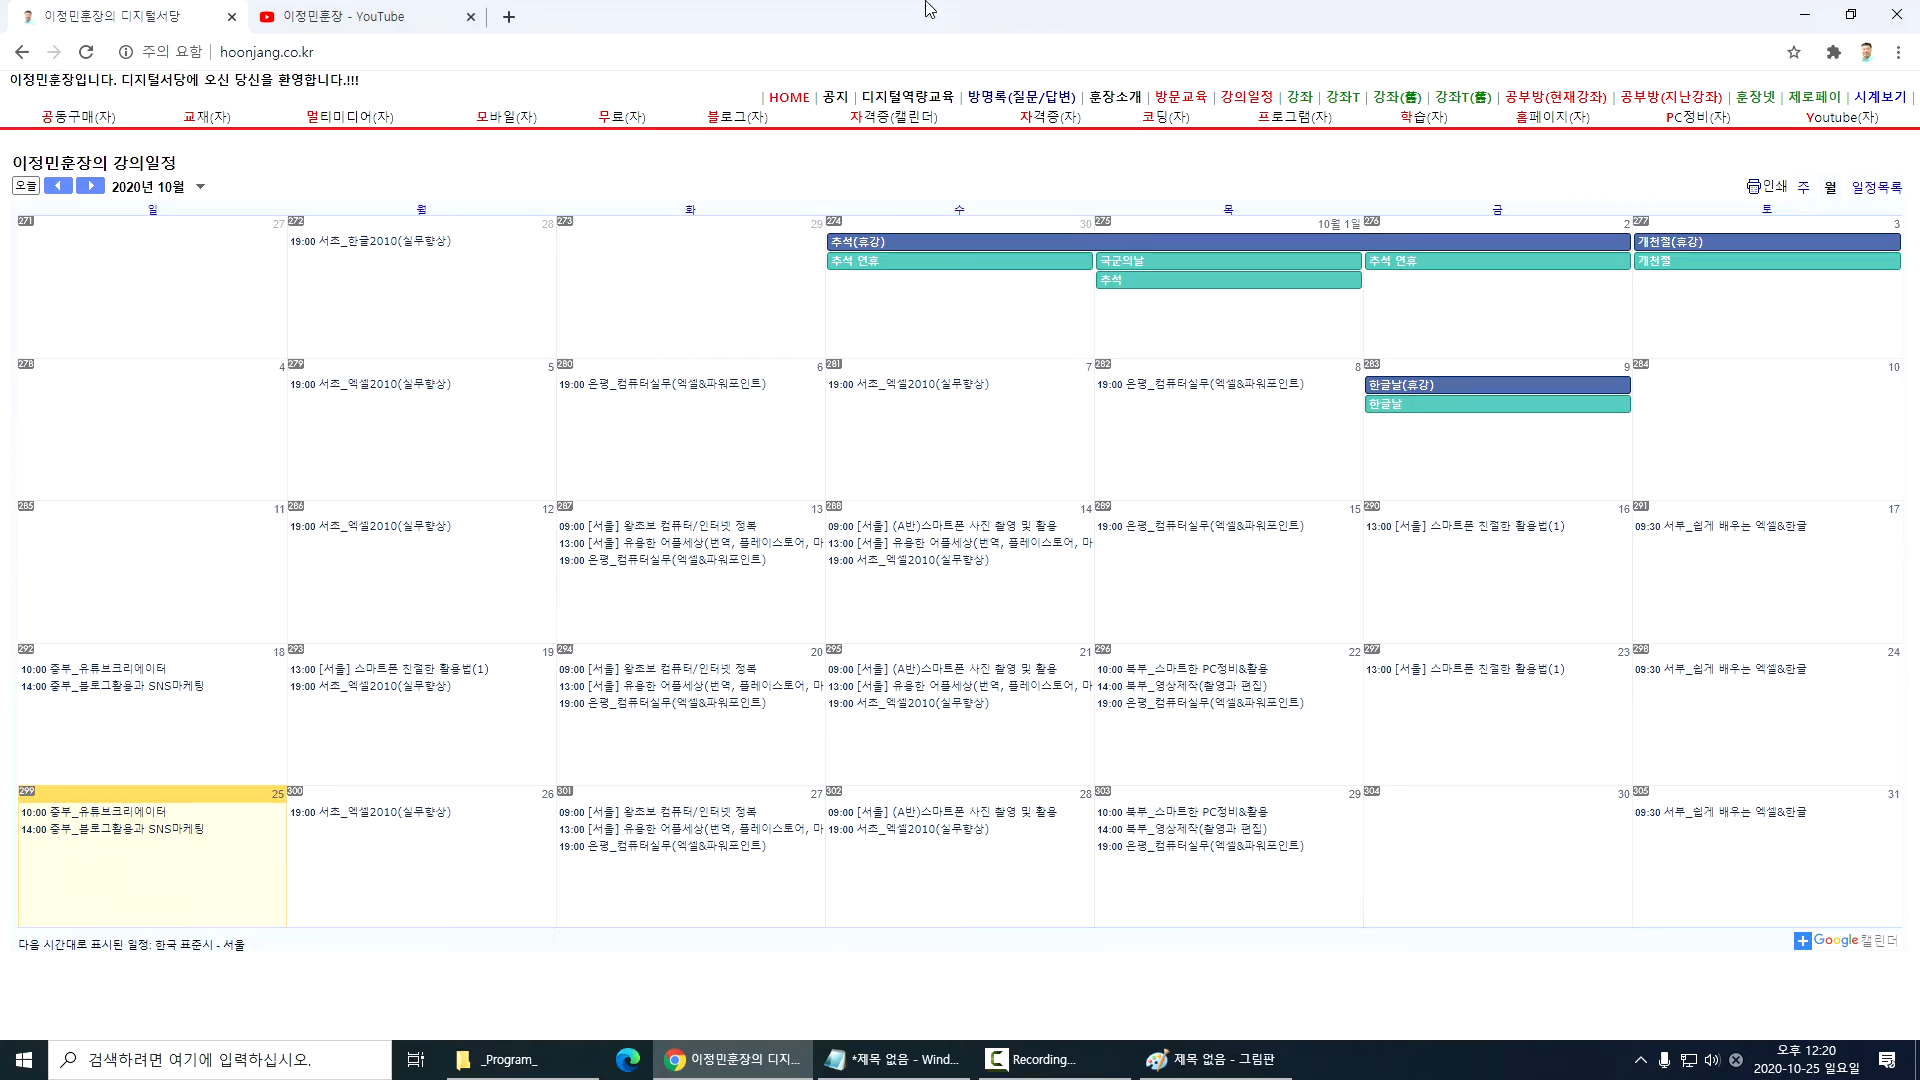 이정민훈장의 디지털서당
이정민훈장 - YouTube
주의 요함 hoonjang.co.kr
이정민훈장입니다. 디지털서당에 오신 당신을 환영합니다.!!!
| HOME | 공지 | 디지털역량교육 | 방명록(질문/답변) | 훈장소개 | 방문교육 | 강의일정 | 강좌 | 강좌T | 강좌(舊) | 강좌T(舊) | 공부방(현재강좌) | 공부방(지난강좌) | 훈장넷 | 제로페이 | 시계보기 |
공동구매(자) 교재(자) 멀티미디어(자) 모바일(자) 무료(자) 블로그(자) 자격증(캘린더) 자격증(자) 코딩(자) 프로그램(자) 학습(자) 홈페이지(자) PC정비(자) Youtube(자)
이정민훈장의 강의일정
오늘 2020년 10월 인쇄 주 월 일정목록
일 월 화 수 목 금 토
271 27 272 28 273 29 274 30 275 10월 1일 276 2 277 3
19:00 서초_한글2010(실무향상) 추석(휴강) 개천절(휴강)
추석 연휴 국군의날 추석 연휴 개천절
추석
278 4 279 5 280 6 281 7 282 8 283 9 284 10
19:00 서초_엑셀2010(실무향상) 19:00 은평_컴퓨터실무(엑셀&파워포인트) 19:00 서초_엑셀2010(실무향상) 19:00 은평_컴퓨터실무(엑셀&파워포인트) 한글날(휴강)
한글날
285 11 286 12 287 13 288 14 289 15 290 16 291 17
19:00 서초_엑셀2010(실무향상) 09:00 [서울] 왕초보 컴퓨터/인터넷 정복 09:00 [서울] (A반)스마트폰 사진 촬영 및 활용 19:00 은평_컴퓨터실무(엑셀&파워포인트) 13:00 [서울] 스마트폰 친절한 활용법(1) 09:30 서부_쉽게 배우는 엑셀&한글
13:00 [서울] 유용한 어플세상(번역, 플레이스토어, 마 13:00 [서울] 유용한 어플세상(번역, 플레이스토어, 마
19:00 은평_컴퓨터실무(엑셀&파워포인트) 19:00 서초_엑셀2010(실무향상)
292 18 293 19 294 20 295 21 296 22 297 23 298 24
10:00 중부_유튜브크리에이터 13:00 [서울] 스마트폰 친절한 활용법(1) 09:00 [서울] 왕초보 컴퓨터/인터넷 정복 09:00 [서울] (A반)스마트폰 사진 촬영 및 활용 10:00 북부_스마트한 PC정비&활용 13:00 [서울] 스마트폰 친절한 활용법(1) 09:30 서부_쉽게 배우는 엑셀&한글
14:00 중부_블로그활용과 SNS마케팅 19:00 서초_엑셀2010(실무향상) 13:00 [서울] 유용한 어플세상(번역, 플레이스토어, 마 13:00 [서울] 유용한 어플세상(번역, 플레이스토어, 마 14:00 북부_영상제작(촬영과 편집)
19:00 은평_컴퓨터실무(엑셀&파워포인트) 19:00 서초_엑셀2010(실무향상) 19:00 은평_컴퓨터실무(엑셀&파워포인트)
299 25 300 26 301 27 302 28 303 29 304 30 305 31
10:00 중부_유튜브크리에이터 19:00 서초_엑셀2010(실무향상) 09:00 [서울] 왕초보 컴퓨터/인터넷 정복 09:00 [서울] (A반)스마트폰 사진 촬영 및 활용 10:00 북부_스마트한 PC정비&활용 09:30 서부_쉽게 배우는 엑셀&한글
14:00 중부_블로그활용과 SNS마케팅 13:00 [서울] 유용한 어플세상(번역, 플레이스토어, 마 19:00 서초_엑셀2010(실무향상) 14:00 북부_영상제작(촬영과 편집)
19:00 은평_컴퓨터실무(엑셀&파워포인트) 19:00 은평_컴퓨터실무(엑셀&파워포인트)
다음 시간대로 표시된 일정: 한국 표준시 - 서울 Google 캘린더
검색하려면 여기에 입력하십시오. _Program_ 이정민훈장의 디지... *제목 없음 - Wind... Recording... 제목 없음 - 그림판 오후 12:20
2020-10-25 일요일